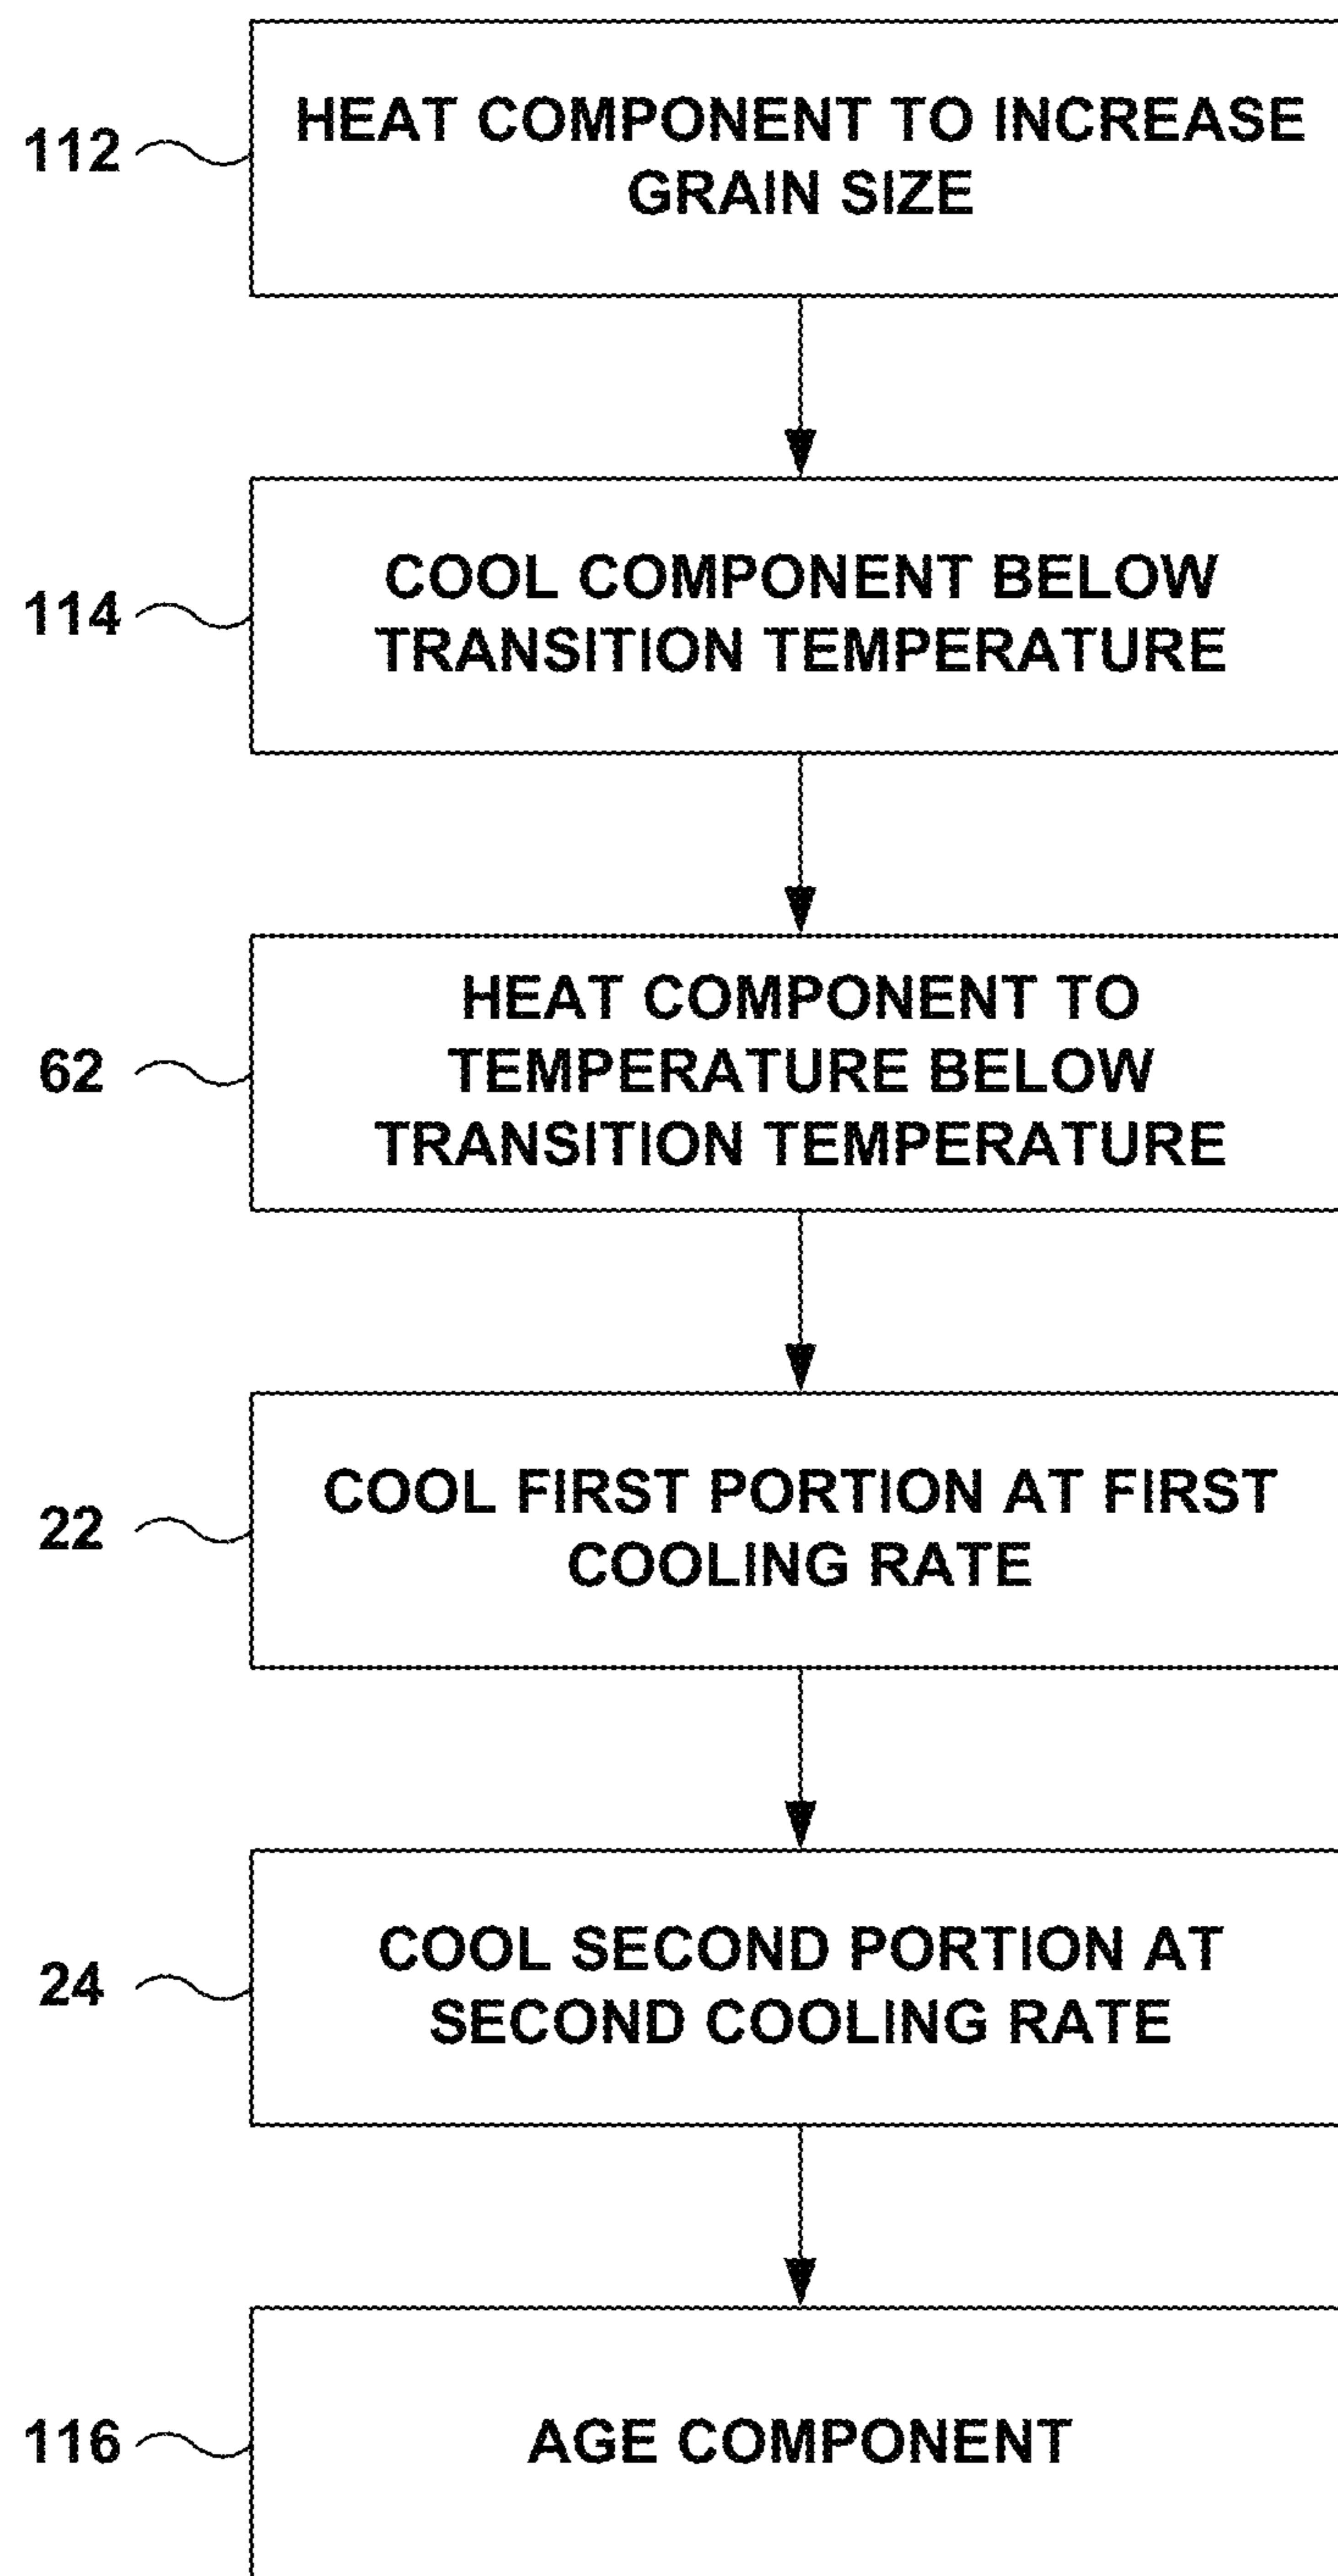 112
HEAT COMPONENT TO INCREASE
GRAIN SIZE
114
COOL COMPONENT BELOW
TRANSITION TEMPERATURE
62
HEAT COMPONENT TO
TEMPERATURE BELOW
TRANSITION TEMPERATURE
22
COOL FIRST PORTION AT FIRST
COOLING RATE
24
COOL SECOND PORTION AT
SECOND COOLING RATE
116
AGE COMPONENT